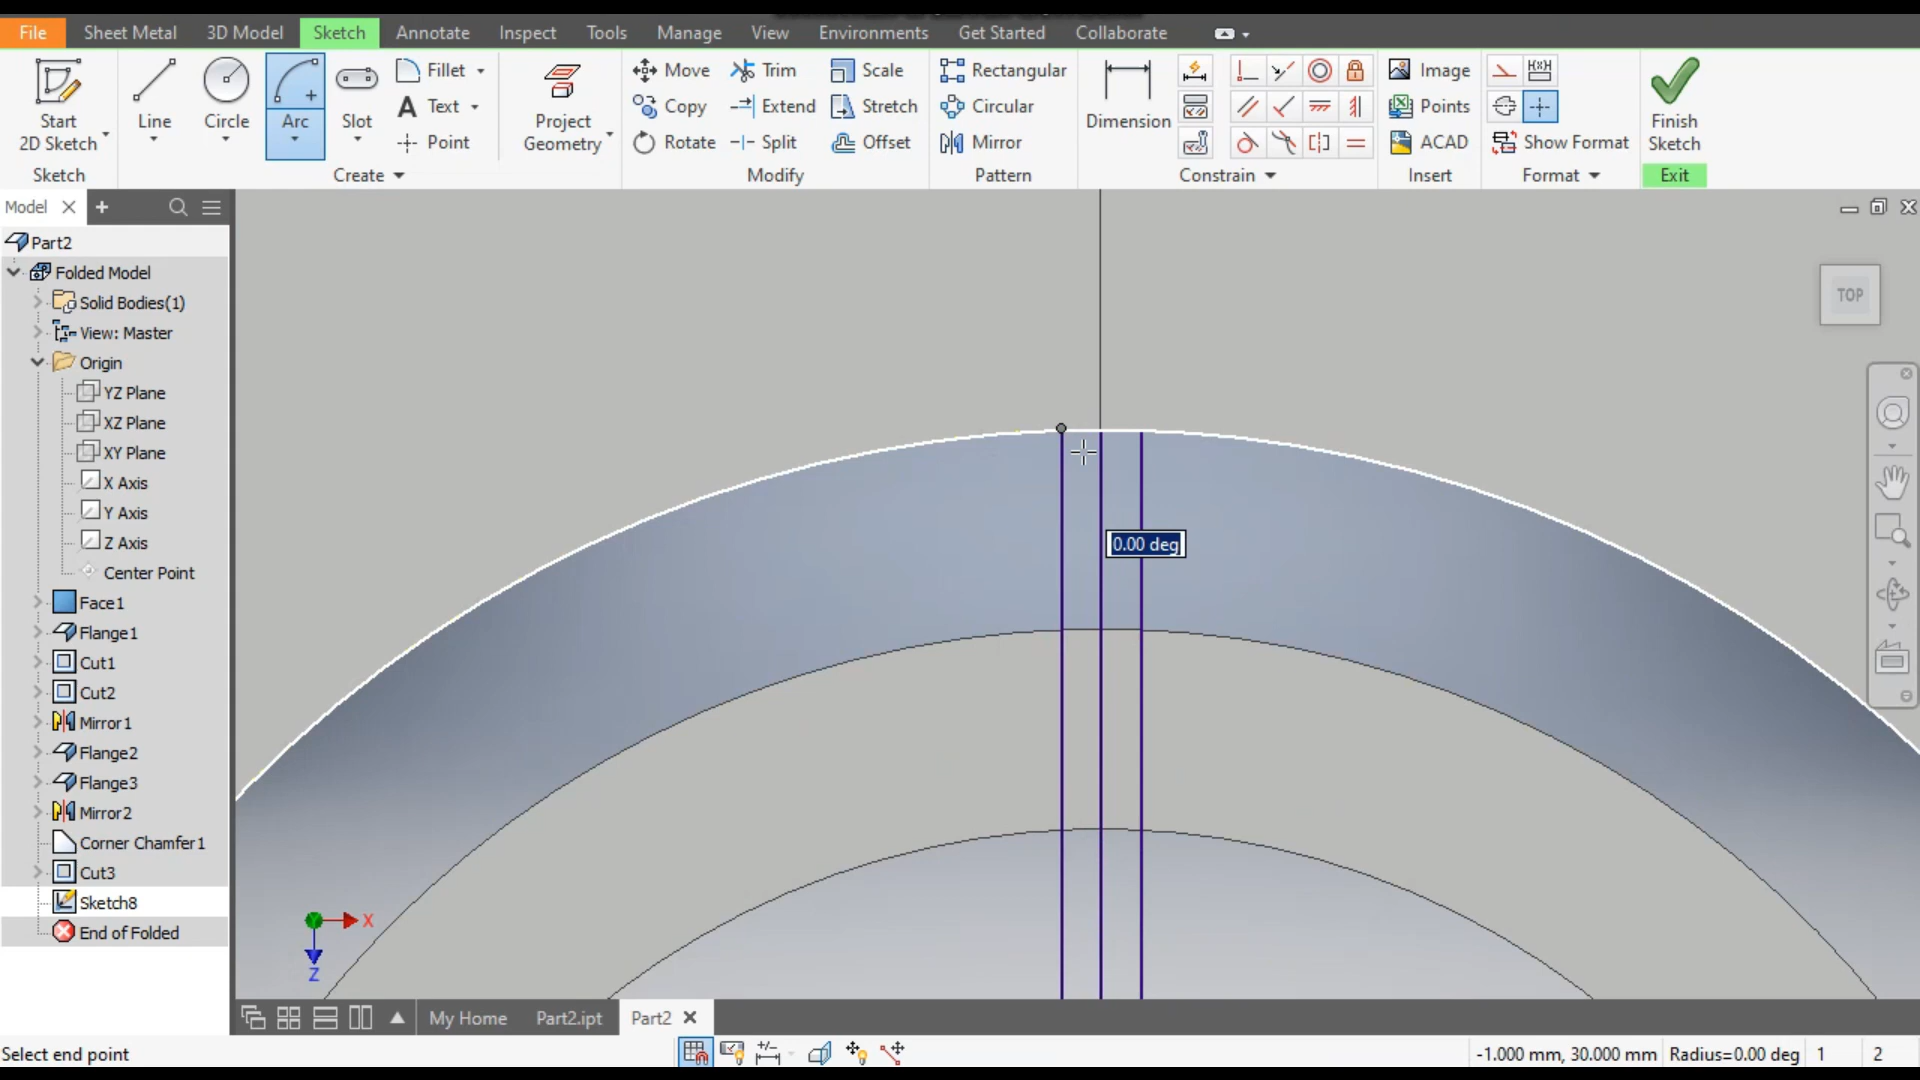 File Sheet Metal 3D Model Sketch Annotate Inspect Tools Manage View Environments Get Started Collaborate
Start
2D Sketch
Sketch
Line
Circle
Arc
Slot
Fillet
Text
Point
Create
Project
Geometry
Move
Copy
Rotate
Trim
Extend
Split
Scale
Stretch
Offset
Modify
Rectangular
Circular
Mirror
Pattern
Dimension
Constrain
Image
Points
ACAD
Insert
Show Format
Format
Finish
Sketch
Exit
Model
Part2
Folded Model
Solid Bodies(1)
View: Master
Origin
YZ Plane
XZ Plane
XY Plane
X Axis
Y Axis
Z Axis
Center Point
Face1
Flange1
Cut1
Cut2
Mirror1
Flange2
Flange3
Mirror2
Corner Chamfer1
Cut3
Sketch8
End of Folded
TOP
0.00 deg
X
Z
My Home Part2.ipt Part2
Select end point
-1.000 mm, 30.000 mm Radius=0.00 deg 1 2